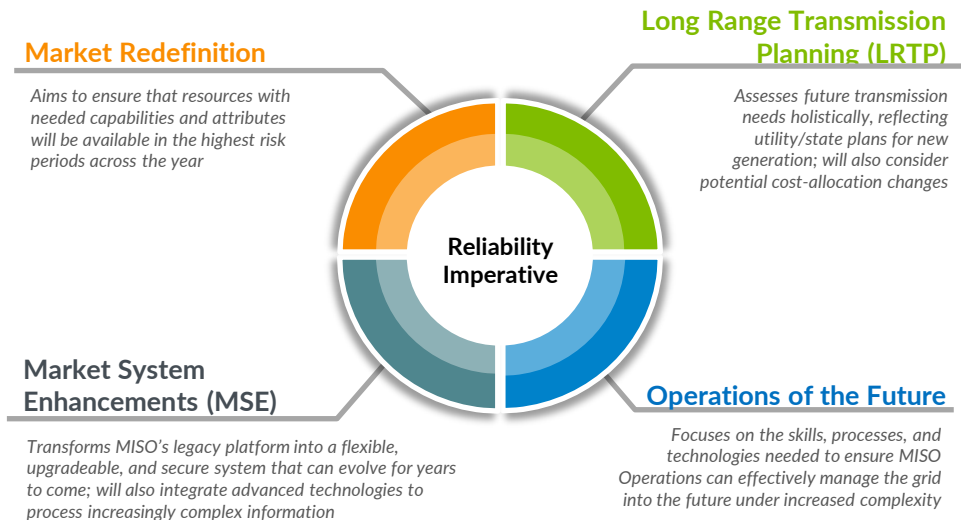 Market Redefinition
Aims to ensure that resources with
needed capabilities and attributes
will be available in the highest risk
periods across the year
Long Range Transmission
Planning (LRTP)
Assesses future transmission
needs holistically, reflecting
utility/state plans for new
generation; will also consider
potential cost-allocation changes
Reliability
Imperative
Market System
Enhancements (MSE)
Transforms MISO’s legacy platform into a flexible,
upgradeable, and secure system that can evolve for years
to come; will also integrate advanced technologies to
process increasingly complex information
Operations of the Future
Focuses on the skills, processes, and
technologies needed to ensure MISO
Operations can effectively manage the grid
into the future under increased complexity